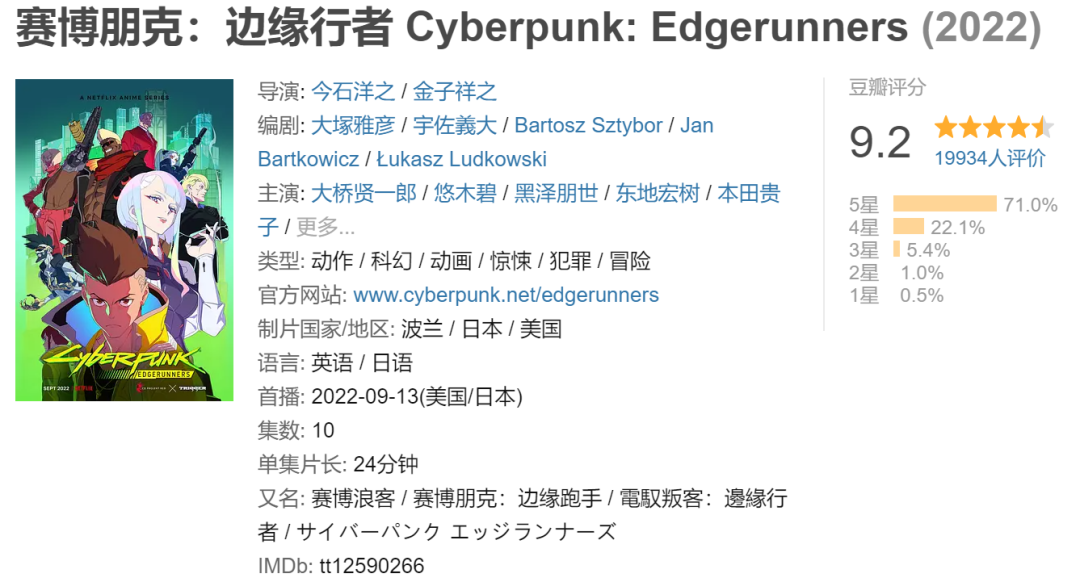 赛博朋克：边缘行者 Cyberpunk: Edgerunners (2022)
A NETFLIX ANIME SERIES
Cyberpunk
EDGERUNNERS
SEPT 2022
NETFLIX
TRIGGER
导演: 今石洋之 / 金子祥之
编剧: 大塚雅彦 / 宇佐義大 / Bartosz Sztybor / Jan
Bartkowicz / Łukasz Ludkowski
主演: 大桥贤一郎 / 悠木碧 / 黑泽朋世 / 东地宏树 / 本田贵
子 / 更多...
类型: 动作 / 科幻 / 动画 / 惊悚 / 犯罪 / 冒险
官方网站: www.cyberpunk.net/edgerunners
制片国家/地区: 波兰 / 日本 / 美国
语言: 英语 / 日语
首播: 2022-09-13(美国/日本)
集数: 10
单集片长: 24分钟
又名: 赛博浪客 / 赛博朋克：边缘跑手 / 電馭叛客：邊緣行
者 / サイバーパンク エッジランナーズ
IMDb: tt12590266
豆瓣评分
9.2
19934人评价
5星 71.0%
4星 22.1%
3星 5.4%
2星 1.0%
1星 0.5%